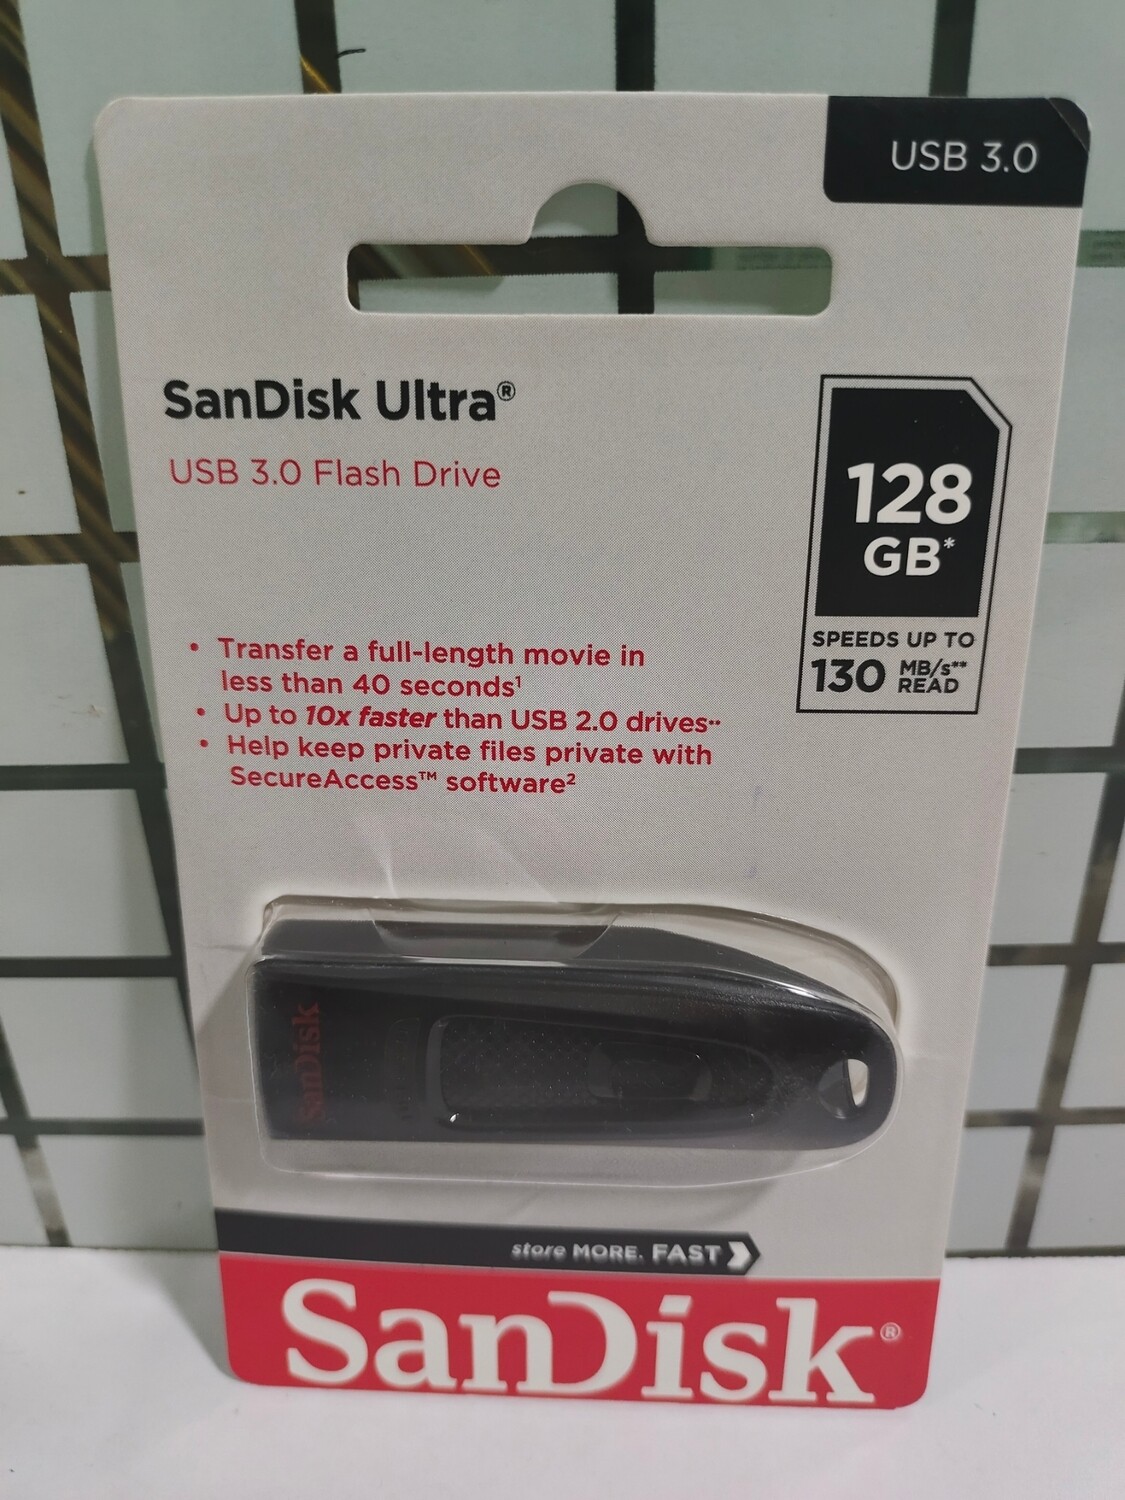 USB 3.0
SanDisk Ultra®
USB 3.0 Flash Drive
128
GB*
SPEEDS UP TO
130 MB/s**
READ
• Transfer a full-length movie in
less than 40 seconds¹
• Up to 10x faster than USB 2.0 drives••
• Help keep private files private with
SecureAccess™ software²
SanDisk
store MORE. FAST
SanDisk®